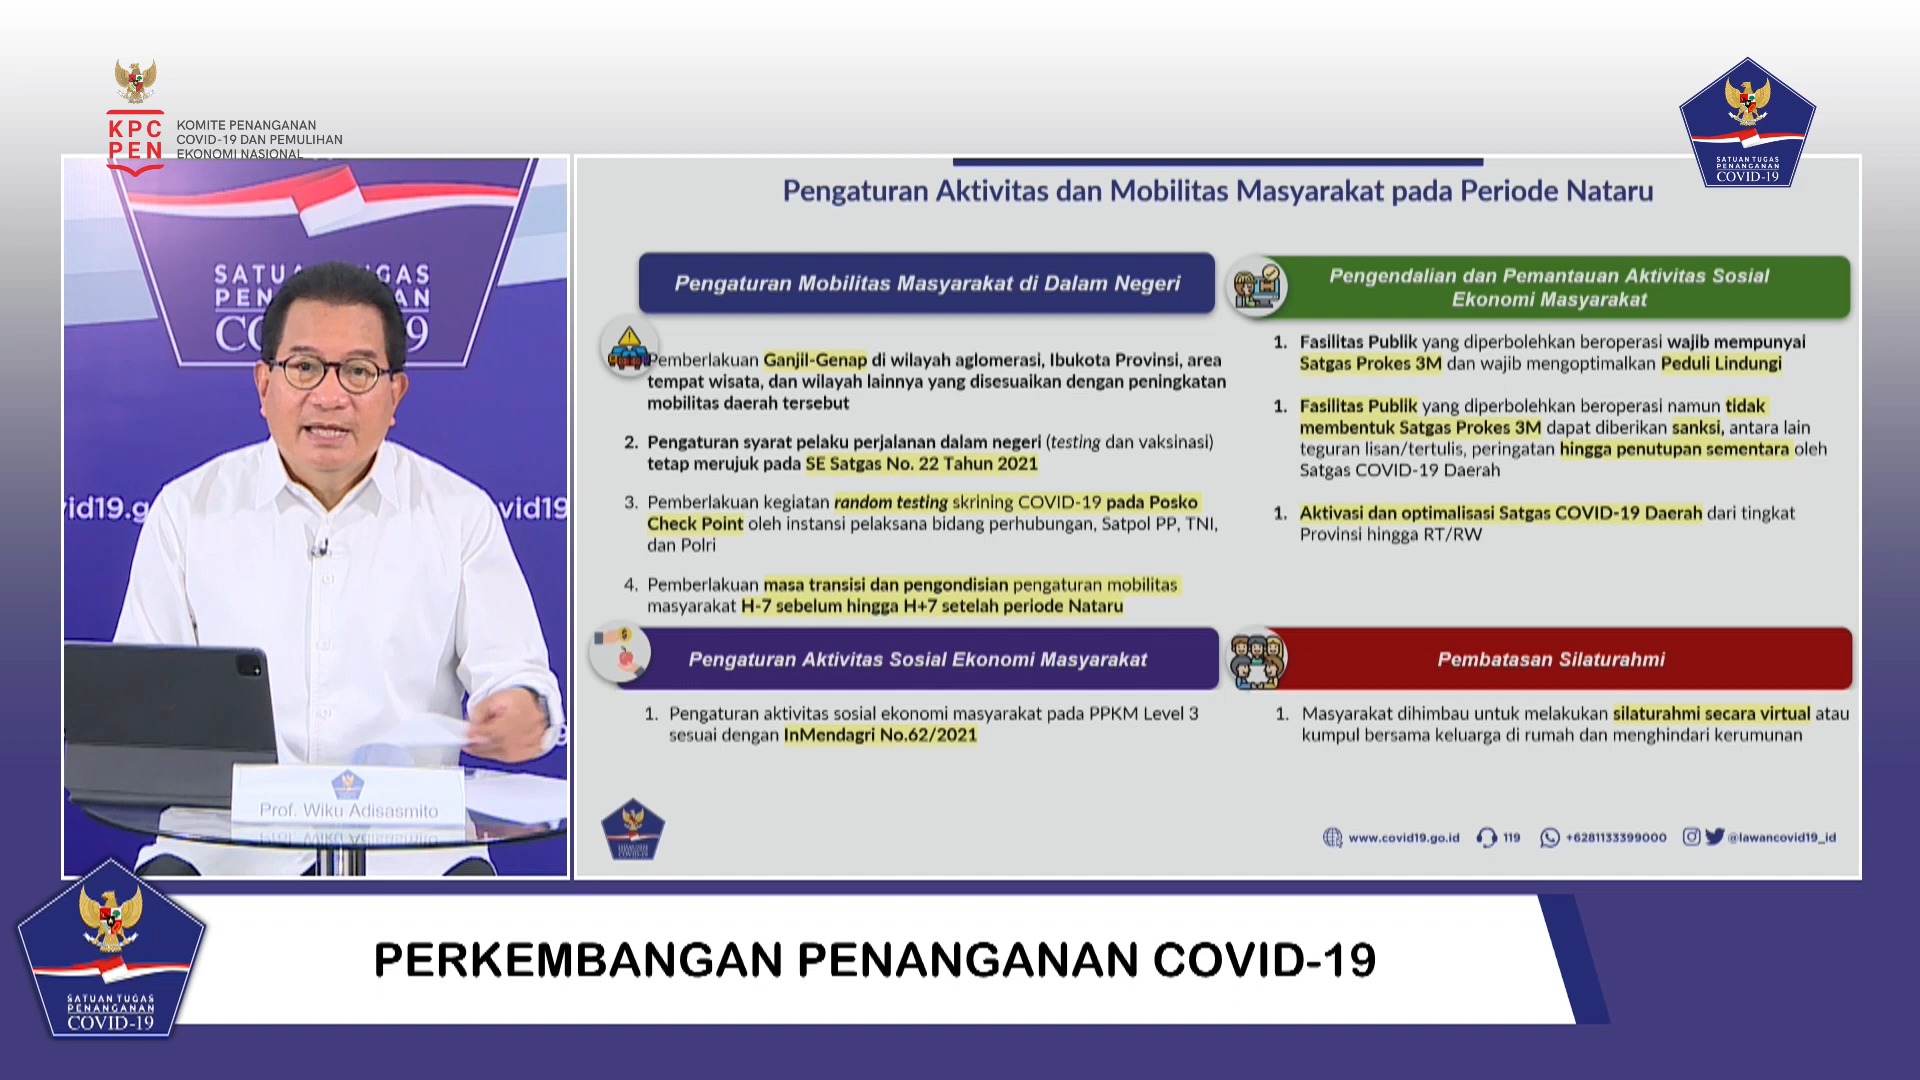 KPC
PEN
KOMITE PENANGANAN
COVID-19 DAN PEMULIHAN
EKONOMI NASIONAL
SATUAN TUGAS
PENANGANAN
COVID-19
PEN
vid19
Prof. Wiku Adisasmito
Pengaturan Aktivitas dan Mobilitas Masyarakat pada Periode Nataru
Pengaturan Mobilitas Masyarakat di Dalam Negeri
Pemberlakuan Ganjil-Genap di wilayah aglomerasi, Ibukota Provinsi, area
tempat wisata, dan wilayah lainnya yang disesuaikan dengan peningkatan
mobilitas daerah tersebut
2. Pengaturan syarat pelaku perjalanan dalam negeri (testing dan vaksinasi)
tetap merujuk pada SE Satgas No. 22 Tahun 2021
3. Pemberlakuan kegiatan random testing skrining COVID-19 pada Posko
Check Point oleh instansi pelaksana bidang perhubungan, Satpol PP, TNI,
dan Polri
4. Pemberlakuan masa transisi dan pengondisian pengaturan mobilitas
masyarakat H-7 sebelum hingga H+7 setelah periode Nataru
Pengendalian dan Pemantauan Aktivitas Sosial
Ekonomi Masyarakat
1. Fasilitas Publik yang diperbolehkan beroperasi wajib mempunyai
Satgas Prokes 3M dan wajib mengoptimalkan Peduli Lindungi
1. Fasilitas Publik yang diperbolehkan beroperasi namun tidak
membentuk Satgas Prokes 3M dapat diberikan sanksi, antara lain
teguran lisan/tertulis, peringatan hingga penutupan sementara oleh
Satgas COVID-19 Daerah
1. Aktivasi dan optimalisasi Satgas COVID-19 Daerah dari tingkat
Provinsi hingga RT/RW
Pengaturan Aktivitas Sosial Ekonomi Masyarakat
1. Pengaturan aktivitas sosial ekonomi masyarakat pada PPKM Level 3
sesuai dengan InMendagri No.62/2021
Pembatasan Silaturahmi
1. Masyarakat dihimbau untuk melakukan silaturahmi secara virtual atau
kumpul bersama keluarga di rumah dan menghindari kerumunan
www.covid19.go.id 119 +6281133399000 @lawancovid19_id
SATUAN TUGAS
PENANGANAN
COVID-19
PERKEMBANGAN PENANGANAN COVID-19